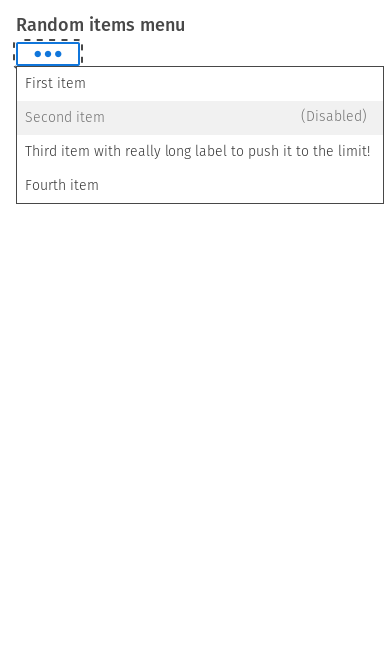 Random items menu
First item
Second item (Disabled)
Third item with really long label to push it to the limit!
Fourth item